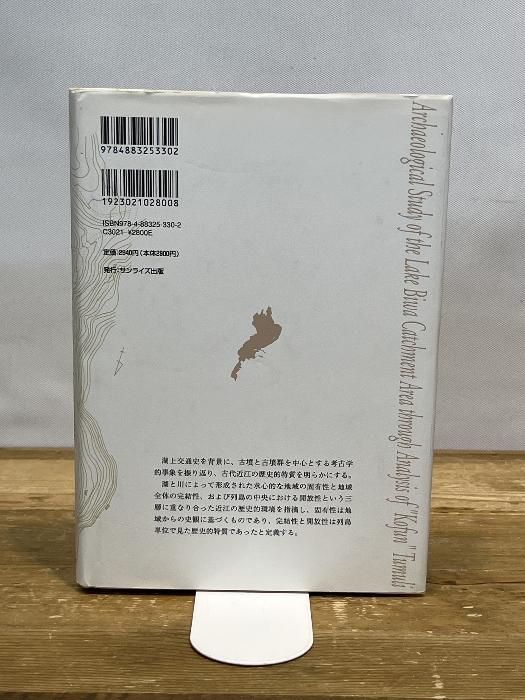 9784883253302
1923021028008
ISBN978-4-88325-330-2
C3021 ¥2800E
定価:2940円(本体2800円)
発行:サンライズ出版
Archaeological Study of the Lake Biwa Catchment Area through Analysis of "Kofun" Tumuli
湖上交通史を背景に、古墳と古墳群を中心とする考古学
的事象を振り返り、古代近江の歴史的特質を明らかにする。
湖と川によって形成された求心的な地域の固有性と地域
全体の完結性、および列島の中央における開放性という三
層に重なり合った近江の歴史的環境を指摘し、固有性は地
域からの史観に基づくものであり、完結性と開放性は列島
単位で見た歴史的特質であったと定義する。